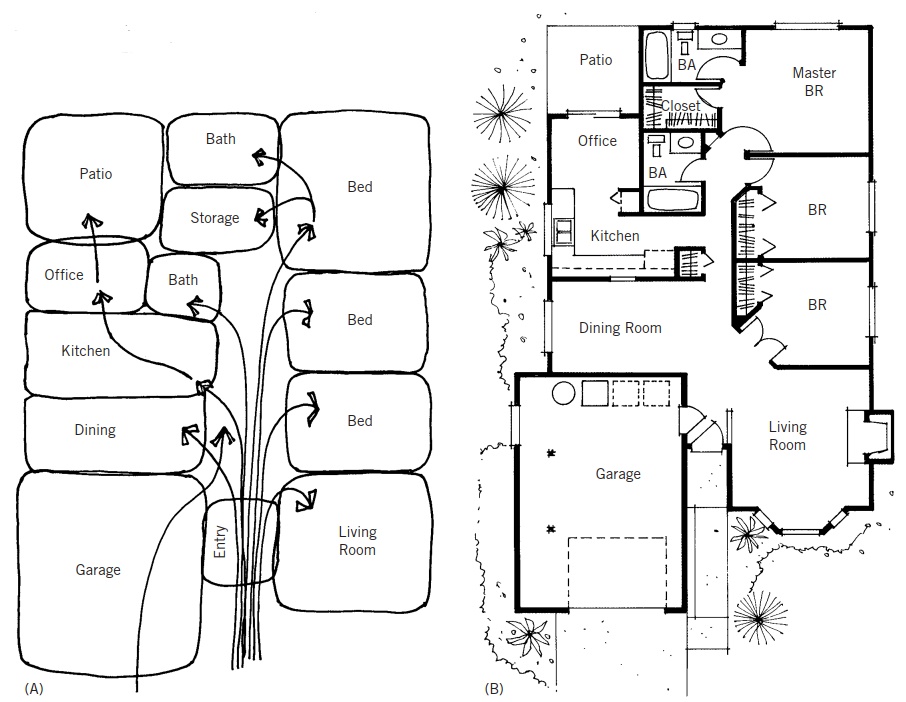 Patio
Bath
Bed
Storage
Office
Bath
Bed
Kitchen
Dining
Bed
Entry
Living
Room
Garage
(A)
Patio
BA
Master
BR
Closet
Office
BA
BR
Kitchen
BR
Dining Room
Living
Room
Garage
(B)